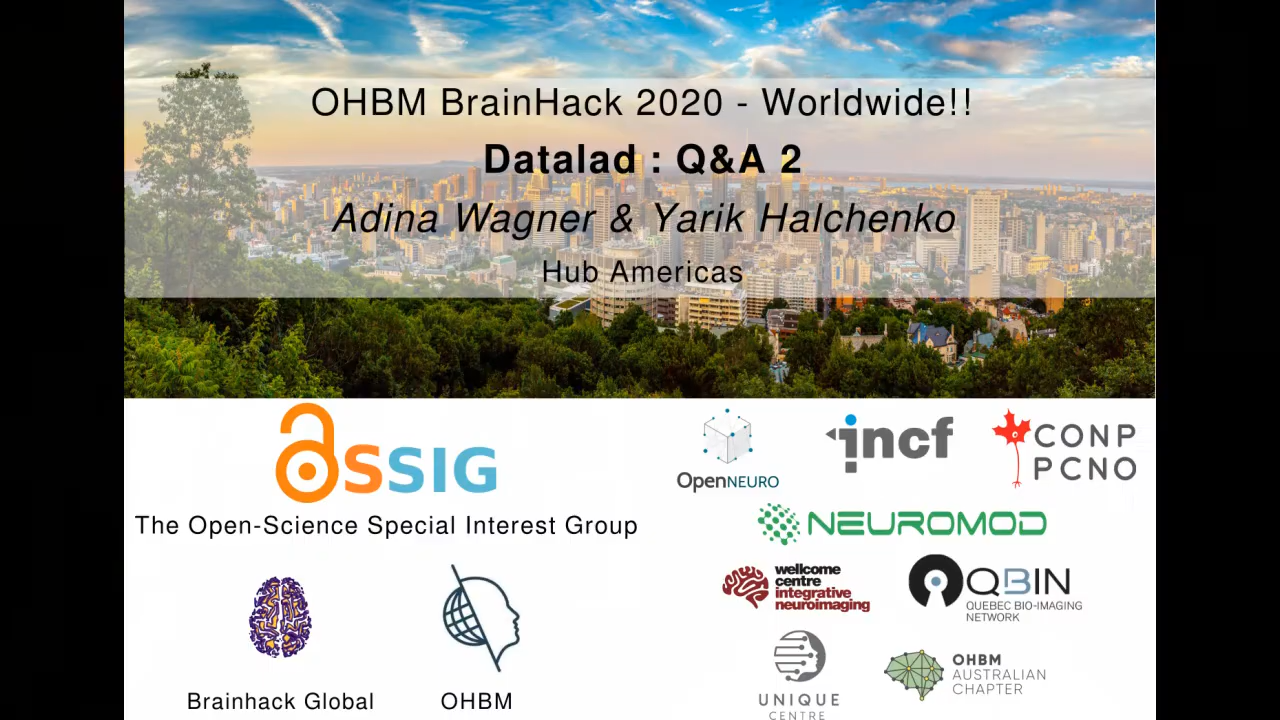 OHBM BrainHack 2020 - Worldwide!!
Datalad : Q&A 2
Adina Wagner & Yarik Halchenko
Hub Americas
SSIG
The Open-Science Special Interest Group
Brainhack Global
OHBM
OpenNEURO
incf
CONP
PCNO
NEUROMOD
wellcome
centre
integrative
neuroimaging
QBIN
QUEBEC BIO-IMAGING
NETWORK
UNIQUE
CENTRE
OHBM
AUSTRALIAN
CHAPTER